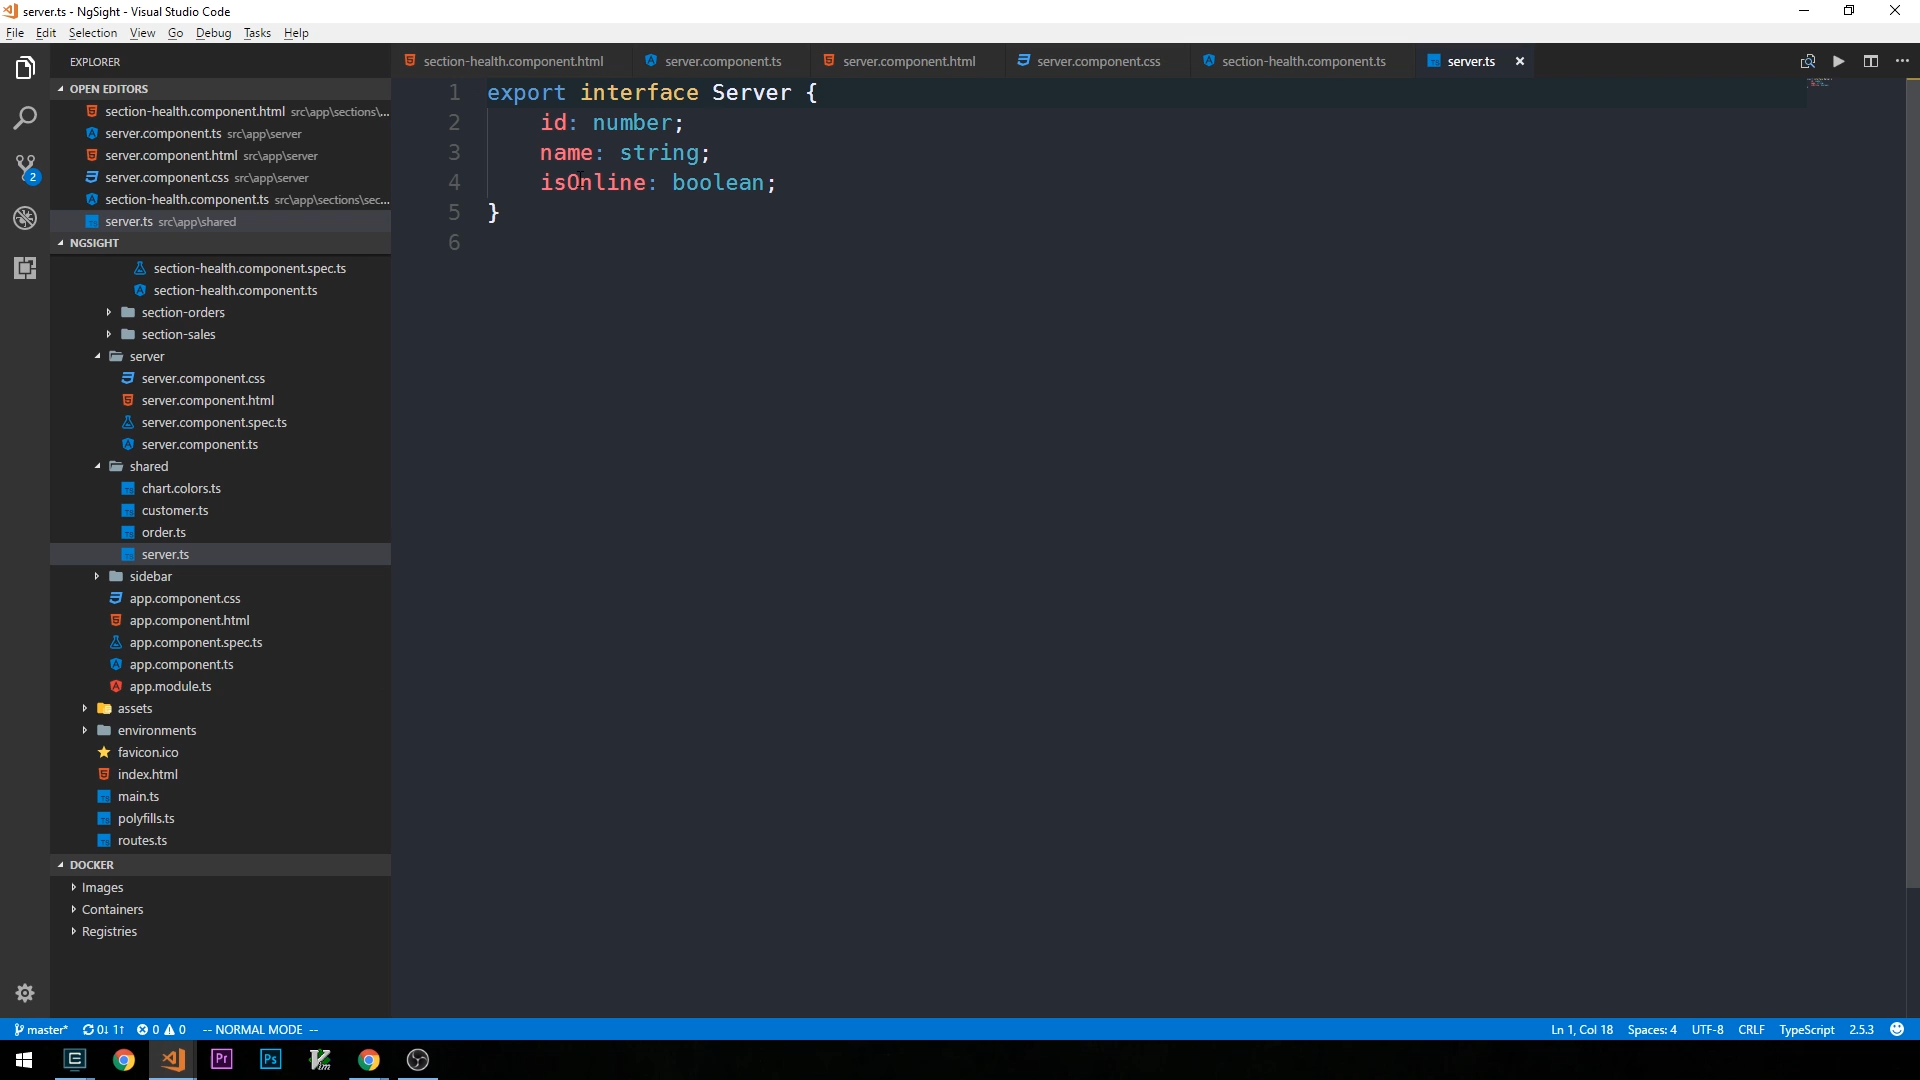 server.ts - NgSight - Visual Studio Code
File Edit Selection View Go Debug Tasks Help
EXPLORER
OPEN EDITORS
section-health.component.html src\app\sections\...
server.component.ts src\app\server
server.component.html src\app\server
server.component.css src\app\server
section-health.component.ts src\app\sections\sec...
server.ts src\app\shared
NGSIGHT
section-health.component.spec.ts
section-health.component.ts
section-orders
section-sales
server
server.component.css
server.component.html
server.component.spec.ts
server.component.ts
shared
chart.colors.ts
customer.ts
order.ts
server.ts
sidebar
app.component.css
app.component.html
app.component.spec.ts
app.component.ts
app.module.ts
assets
environments
favicon.ico
index.html
main.ts
polyfills.ts
routes.ts
DOCKER
Images
Containers
Registries
section-health.component.html server.component.ts server.component.html server.component.css section-health.component.ts server.ts
1 export interface Server {
2 id: number;
3 name: string;
4 isOnline: boolean;
5 }
6
2
master* 0↓ 1↑ 0 0 -- NORMAL MODE -- Ln 1, Col 18 Spaces: 4 UTF-8 CRLF TypeScript 2.5.3
Pr Ps Vim